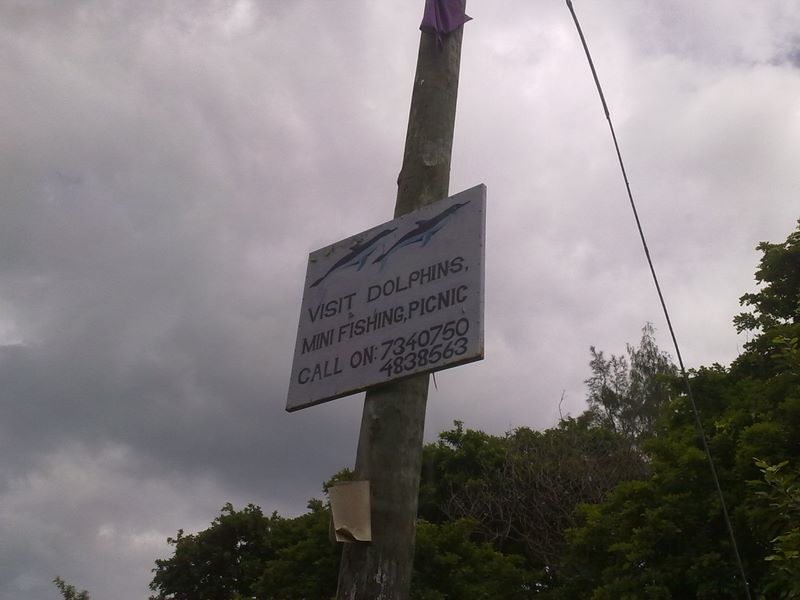 VISIT DOLPHINS,
MINI FISHING, PICNIC
CALL ON: 7340750
4838563